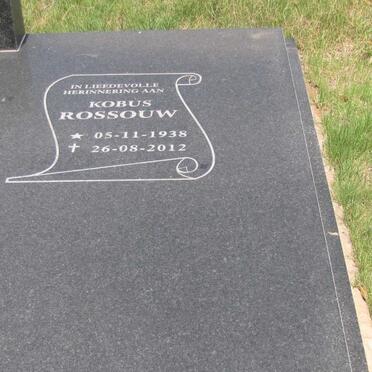 IN LIEFDEVOLLE
HERINNERING AAN
KOBUS
ROSSOUW
★ 05-11-1938
✝ 26-08-2012